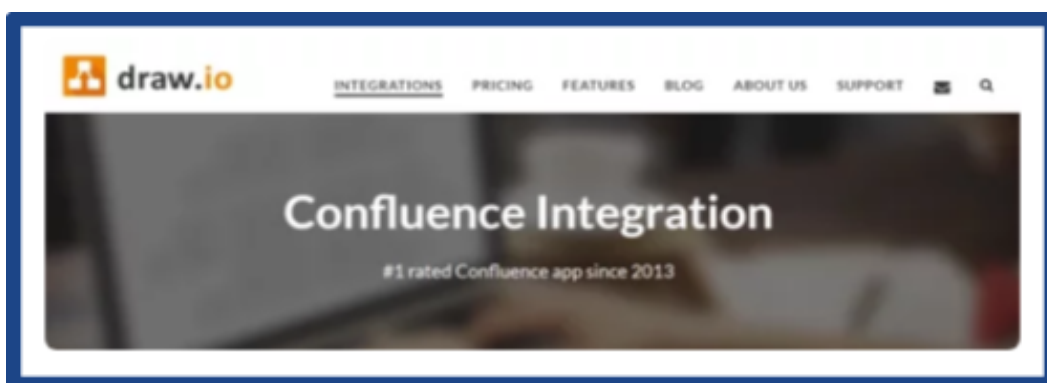 draw.io
INTEGRATIONS PRICING FEATURES BLOG ABOUT US SUPPORT
Confluence Integration
#1 rated Confluence app since 2013